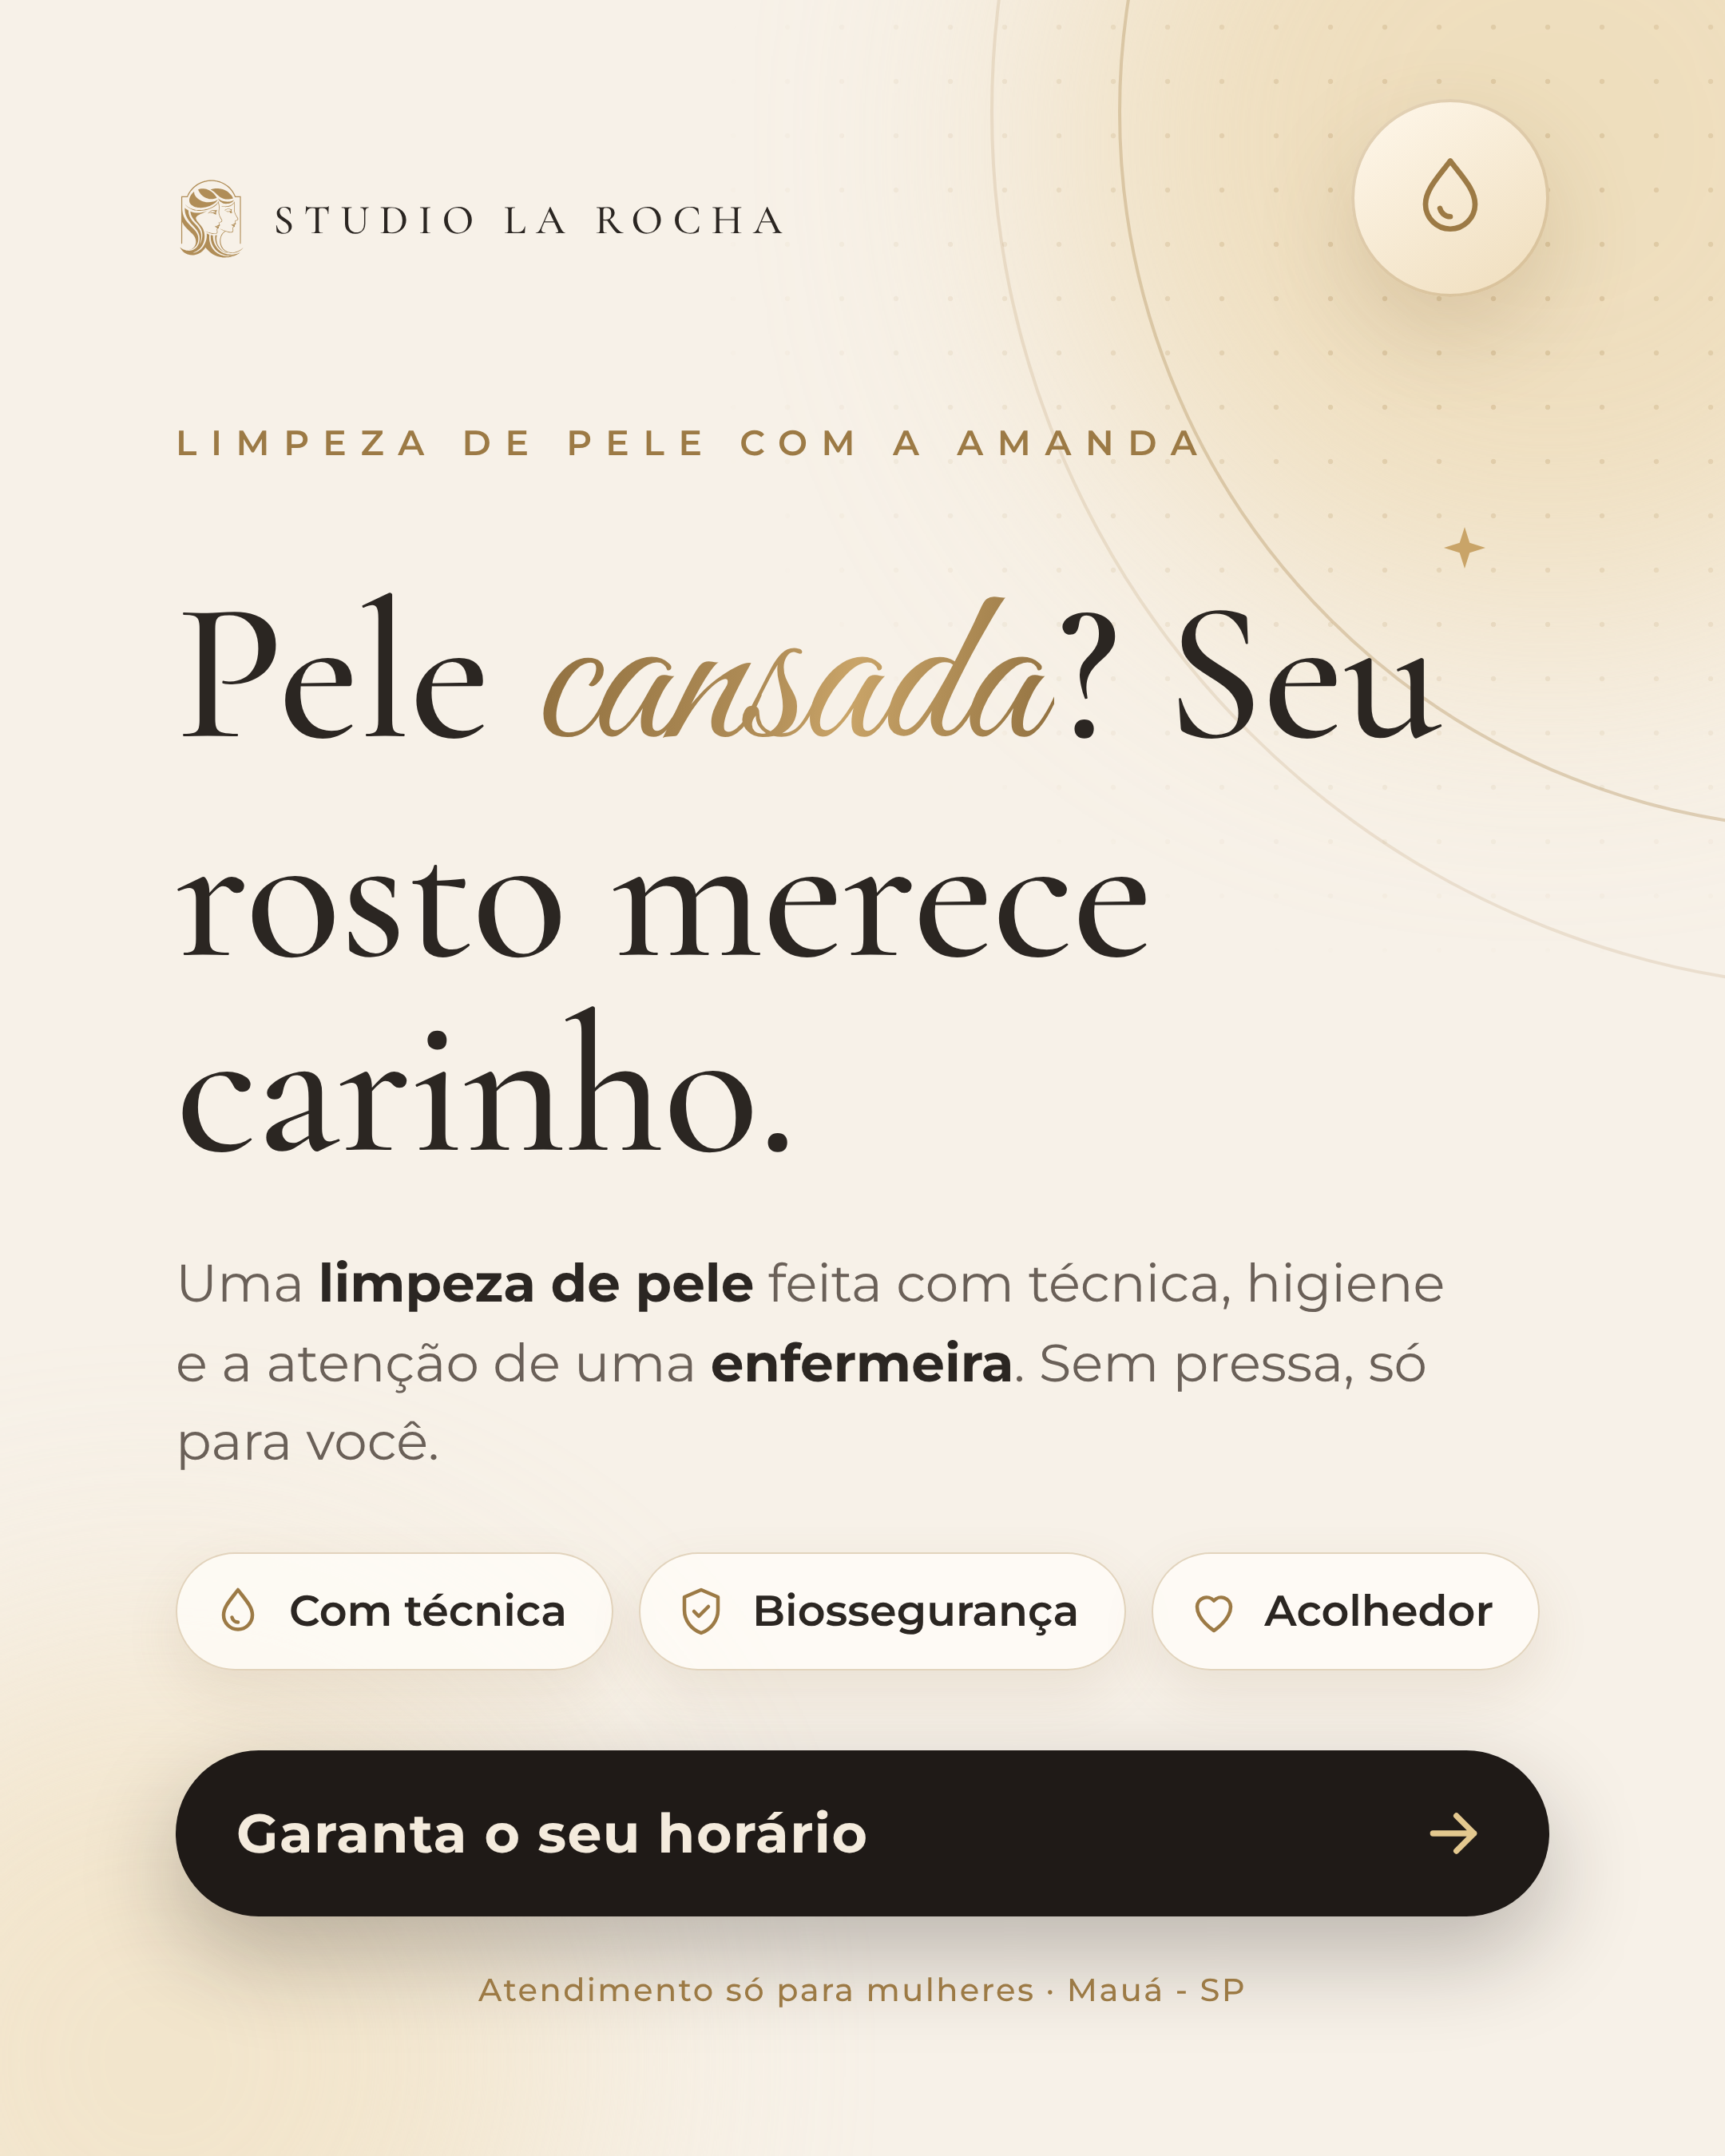 STUDIO LA ROCHA
LIMPEZA DE PELE COM A AMANDA
Pele cansada? Seu
rosto merece
carinho.
Uma limpeza de pele feita com técnica, higiene
e a atenção de uma enfermeira. Sem pressa, só
para você.
Com técnica
Biossegurança
Acolhedor
Garanta o seu horário
Atendimento só para mulheres · Mauá - SP